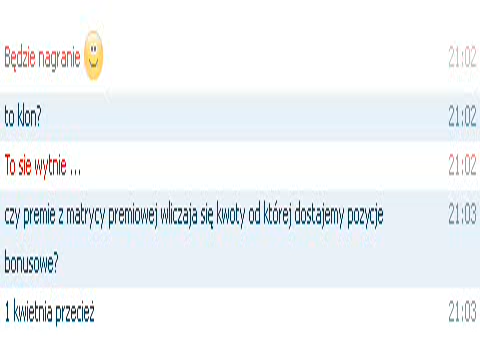 Będzie nagranie 21:02
to klon? 21:02
To sie wytnie ... 21:02
czy premie z matrycy premiowej wliczaja się kwoty od której dostajemy pozycje 21:03
bonusowe?
1 kwietnia przecież 21:03